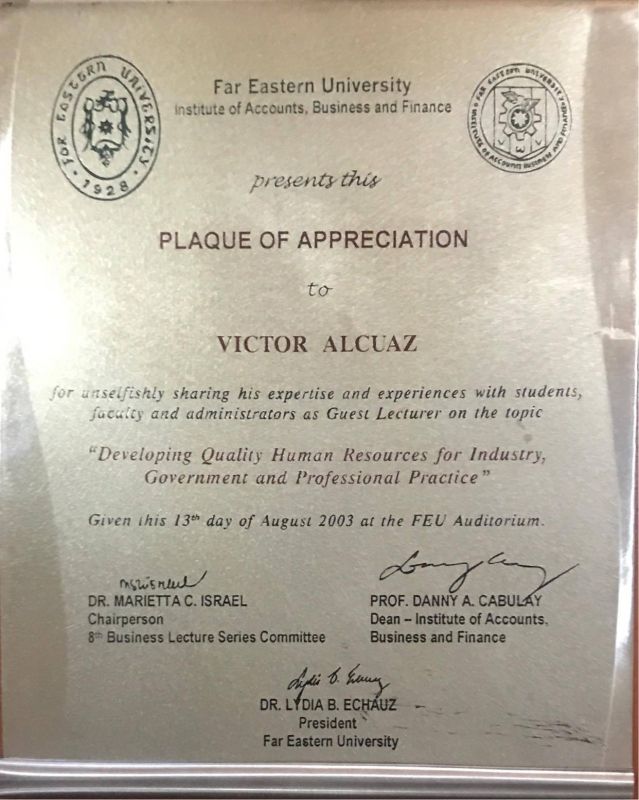 FAR EASTERN UNIVERSITY
1928
Far Eastern University
Institute of Accounts, Business and Finance
presents this
PLAQUE OF APPRECIATION
to
VICTOR ALCUAZ
for unselfishly sharing his expertise and experiences with students,
faculty and administrators as Guest Lecturer on the topic
"Developing Quality Human Resources for Industry,
Government and Professional Practice"
Given this 13th day of August 2003 at the FEU Auditorium.
DR. MARIETTA C. ISRAEL
Chairperson
8th Business Lecture Series Committee
PROF. DANNY A. CABULAY
Dean – Institute of Accounts,
Business and Finance
DR. LYDIA B. ECHAUZ
President
Far Eastern University